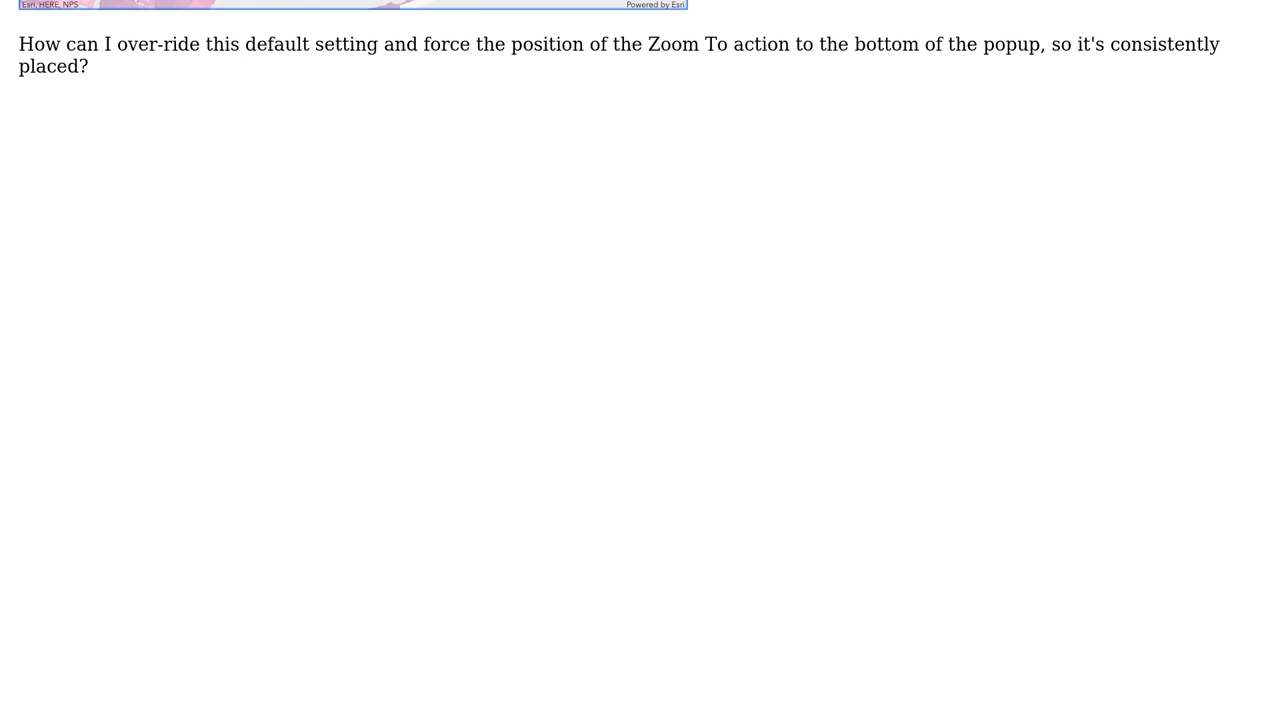 Esri, HERE, NPS Powered by Esri
How can I over-ride this default setting and force the position of the Zoom To action to the bottom of the popup, so it's consistently
placed?